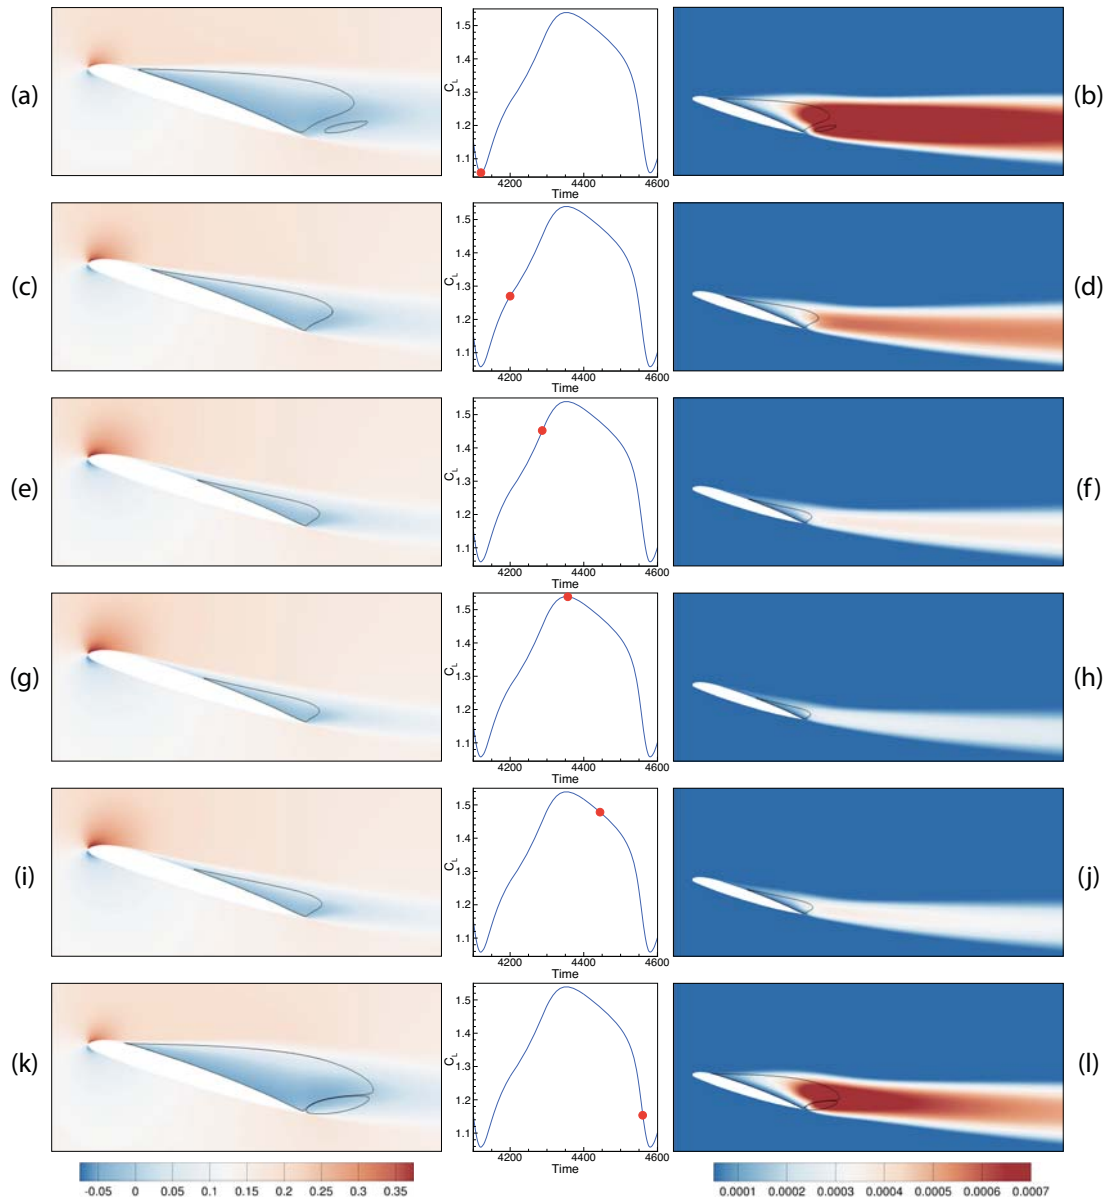 (a)
1.5
1.4
1.3
1.2
1.1
C_L
4200
4400
4600
Time
(b)
(c)
1.5
1.4
1.3
1.2
1.1
C_L
4200
4400
4600
Time
(d)
(e)
1.5
1.4
1.3
1.2
1.1
C_L
4200
4400
4600
Time
(f)
(g)
1.5
1.4
1.3
1.2
1.1
C_L
4200
4400
4600
Time
(h)
(i)
1.5
1.4
1.3
1.2
1.1
C_L
4200
4400
4600
Time
(j)
(k)
1.5
1.4
1.3
1.2
1.1
C_L
4200
4400
4600
Time
(l)
-0.05 0 0.05 0.1 0.15 0.2 0.25 0.3 0.35
0.0001 0.0002 0.0003 0.0004 0.0005 0.0006 0.0007